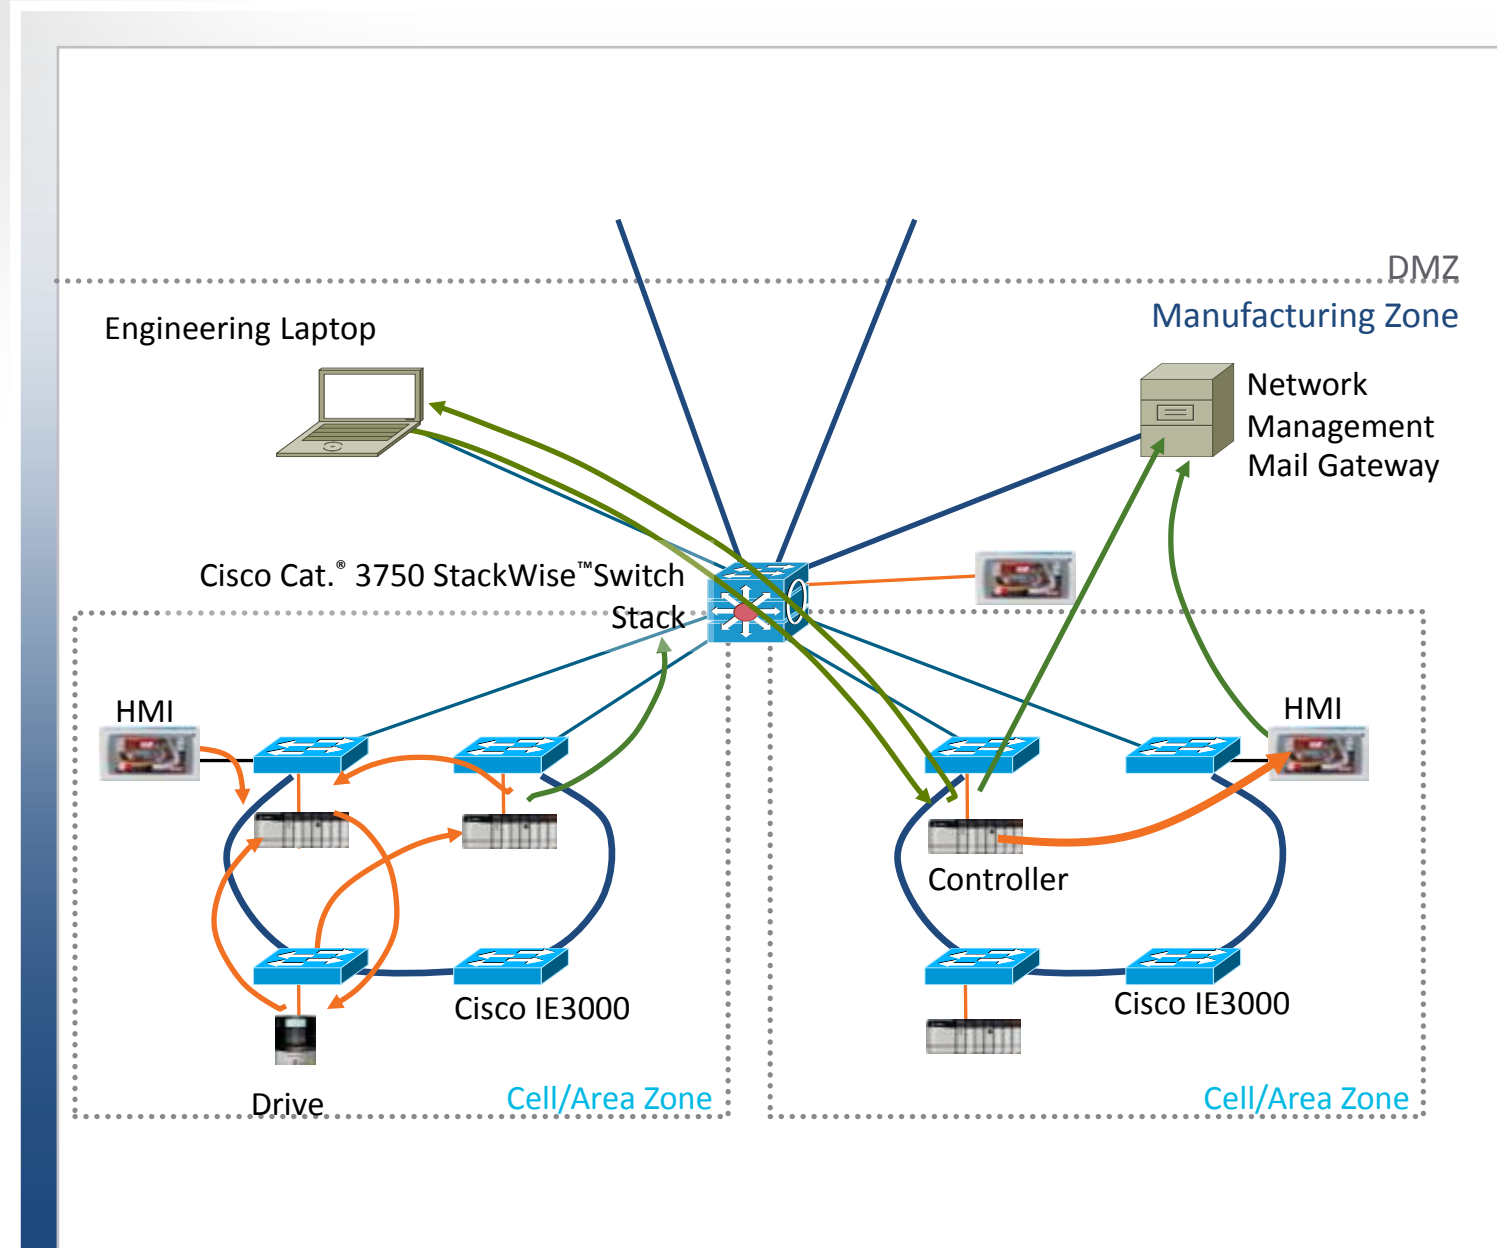 DMZ
Manufacturing Zone
Engineering Laptop
Network
Management
Mail Gateway
Cisco Cat.® 3750 StackWise™Switch
Stack
HMI
HMI
Controller
Cisco IE3000
Cisco IE3000
Drive
Cell/Area Zone
Cell/Area Zone